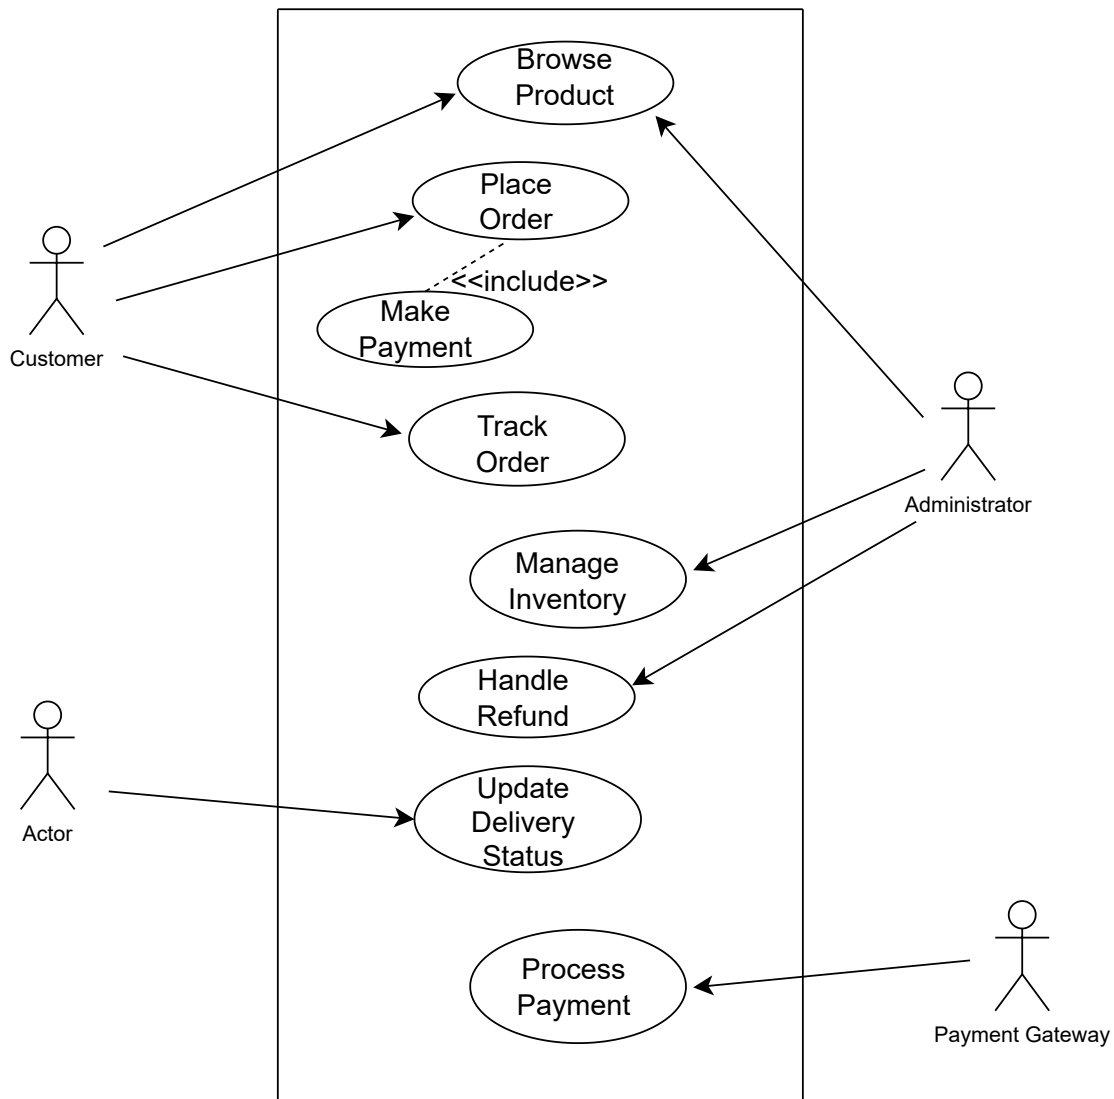 Browse
Product
Place
Order
<<include>>
Make
Payment
Customer
Track
Order
Administrator
Manage
Inventory
Handle
Refund
Update
Delivery
Status
Actor
Process
Payment
Payment Gateway